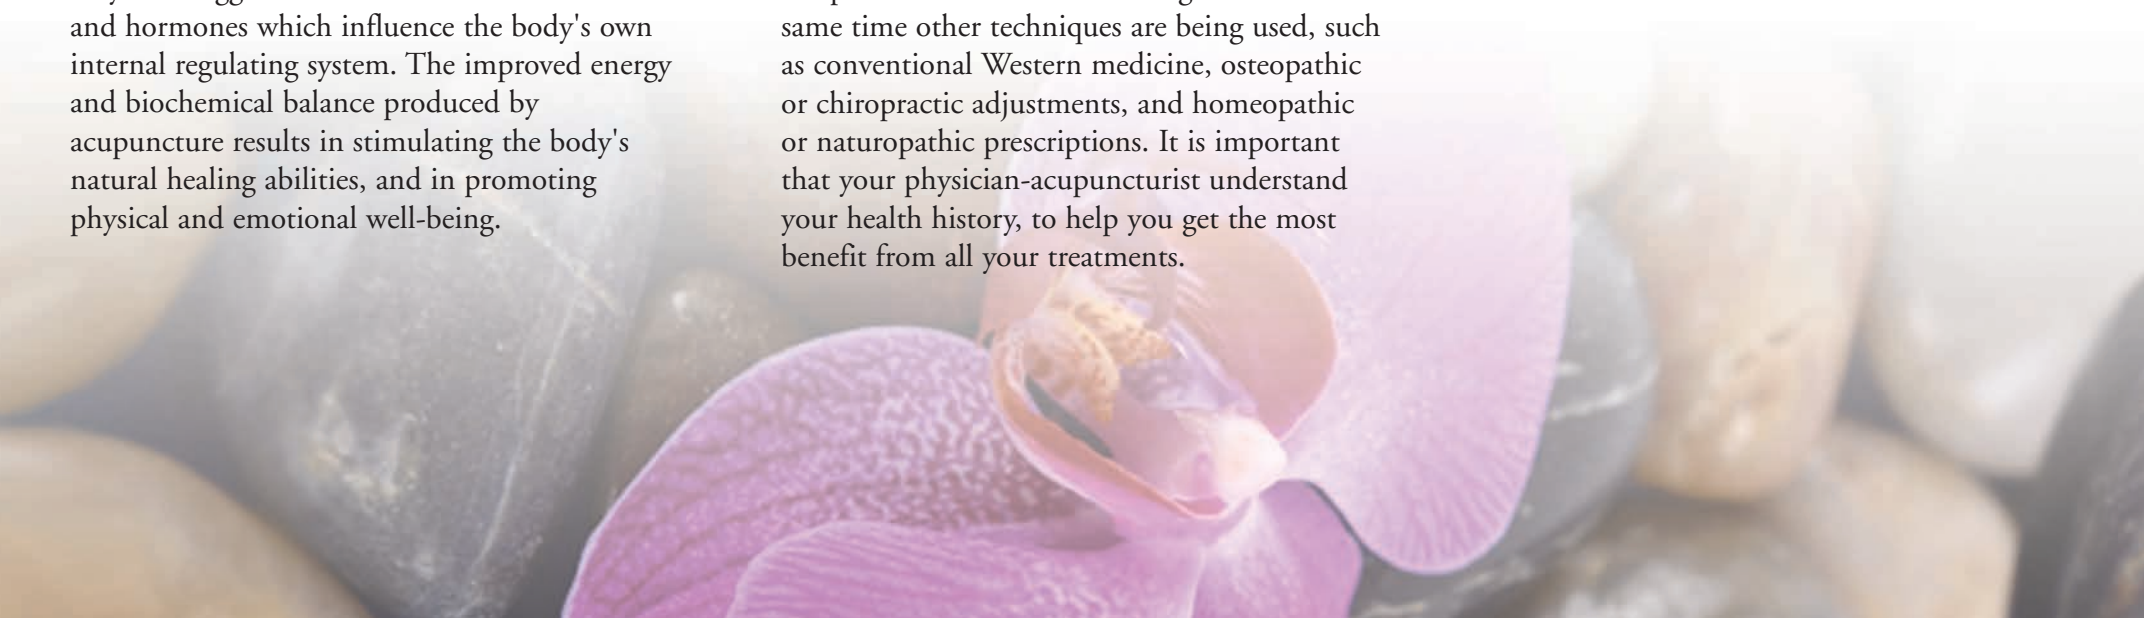 and hormones which influence the body's own
internal regulating system. The improved energy
and biochemical balance produced by
acupuncture results in stimulating the body's
natural healing abilities, and in promoting
physical and emotional well-being.
same time other techniques are being used, such
as conventional Western medicine, osteopathic
or chiropractic adjustments, and homeopathic
or naturopathic prescriptions. It is important
that your physician-acupuncturist understand
your health history, to help you get the most
benefit from all your treatments.